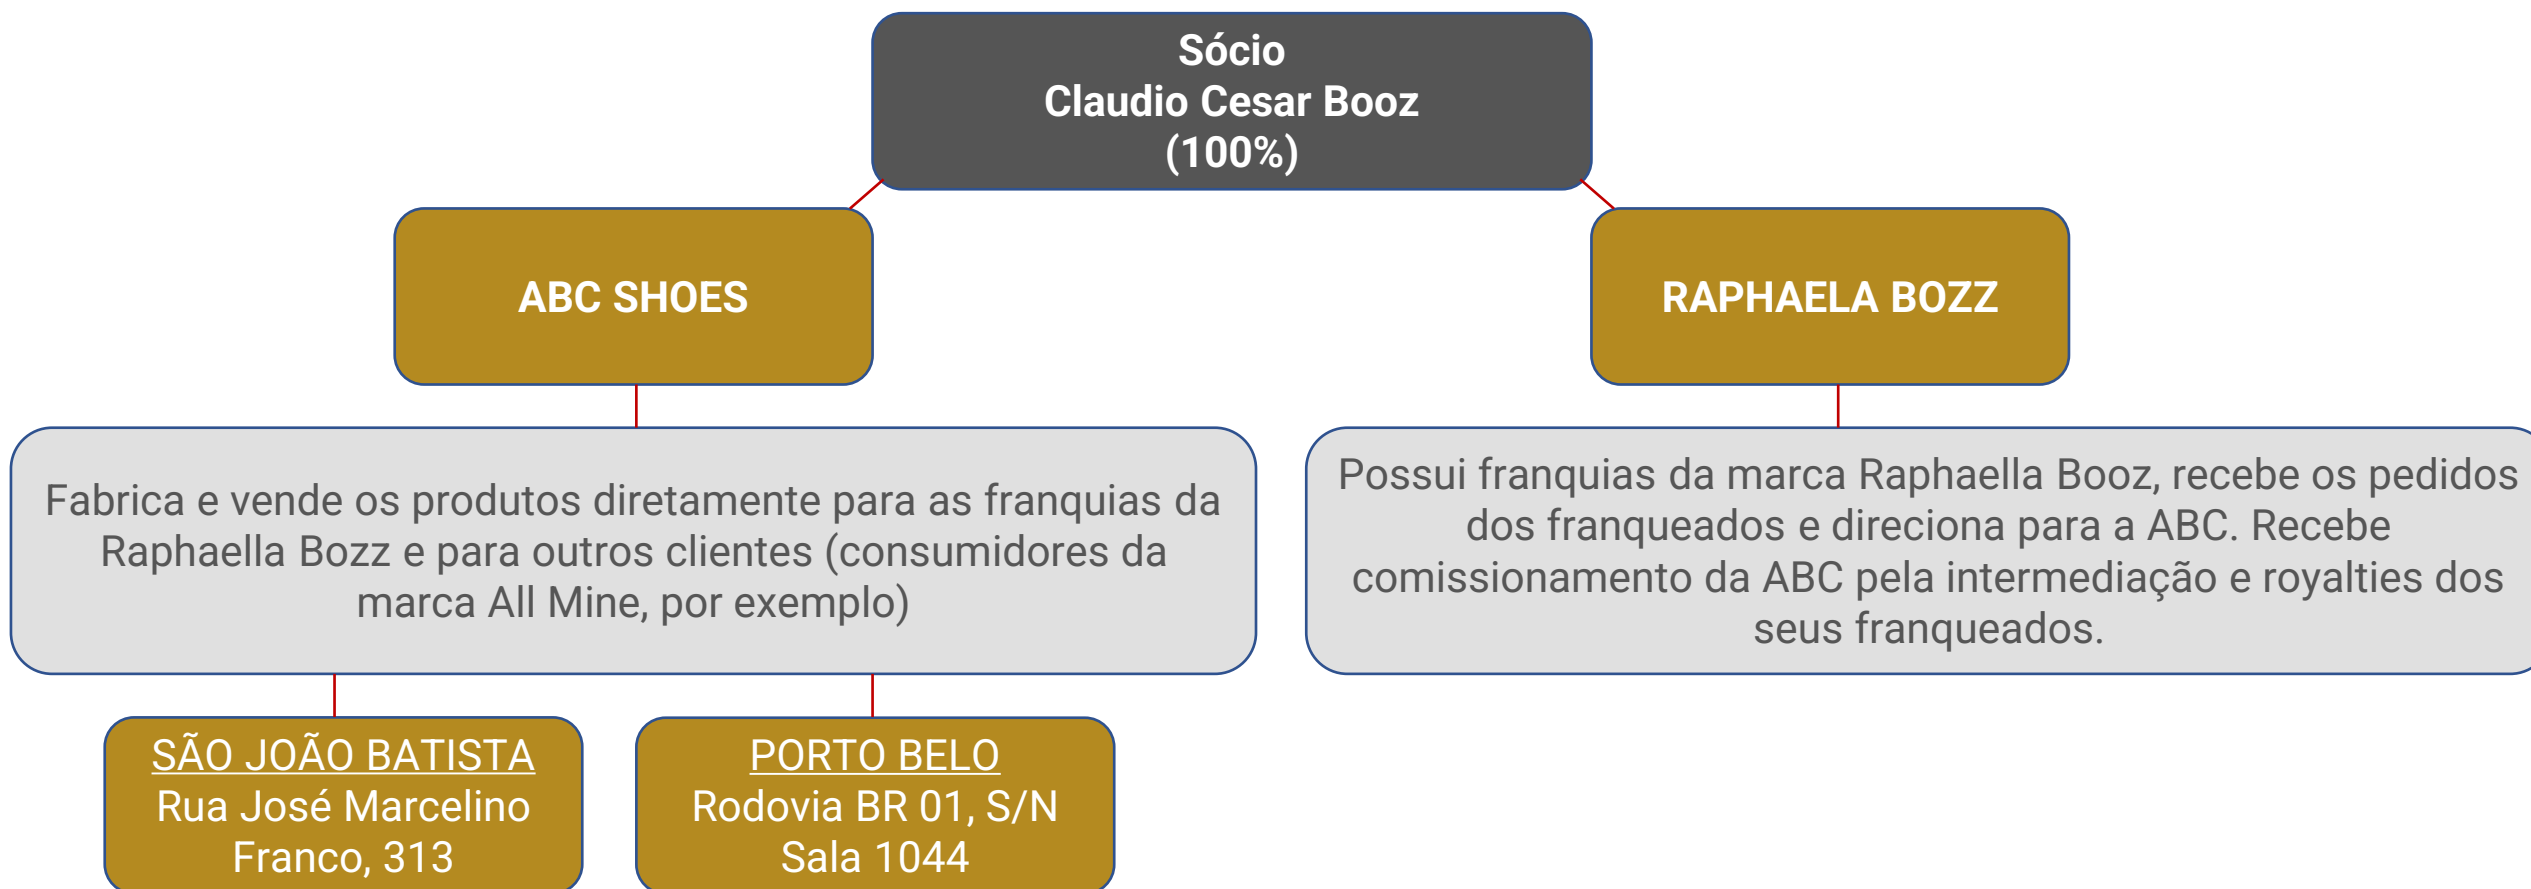 Sócio
Claudio Cesar Booz
(100%)
ABC SHOES
RAPHAELA BOZZ
Fabrica e vende os produtos diretamente para as franquias da
Raphaella Bozz e para outros clientes (consumidores da
marca All Mine, por exemplo)
Possui franquias da marca Raphaella Booz, recebe os pedidos
dos franqueados e direciona para a ABC. Recebe
comissionamento da ABC pela intermediação e royalties dos
seus franqueados.
SÃO JOÃO BATISTA
Rua José Marcelino
Franco, 313
PORTO BELO
Rodovia BR 01, S/N
Sala 1044